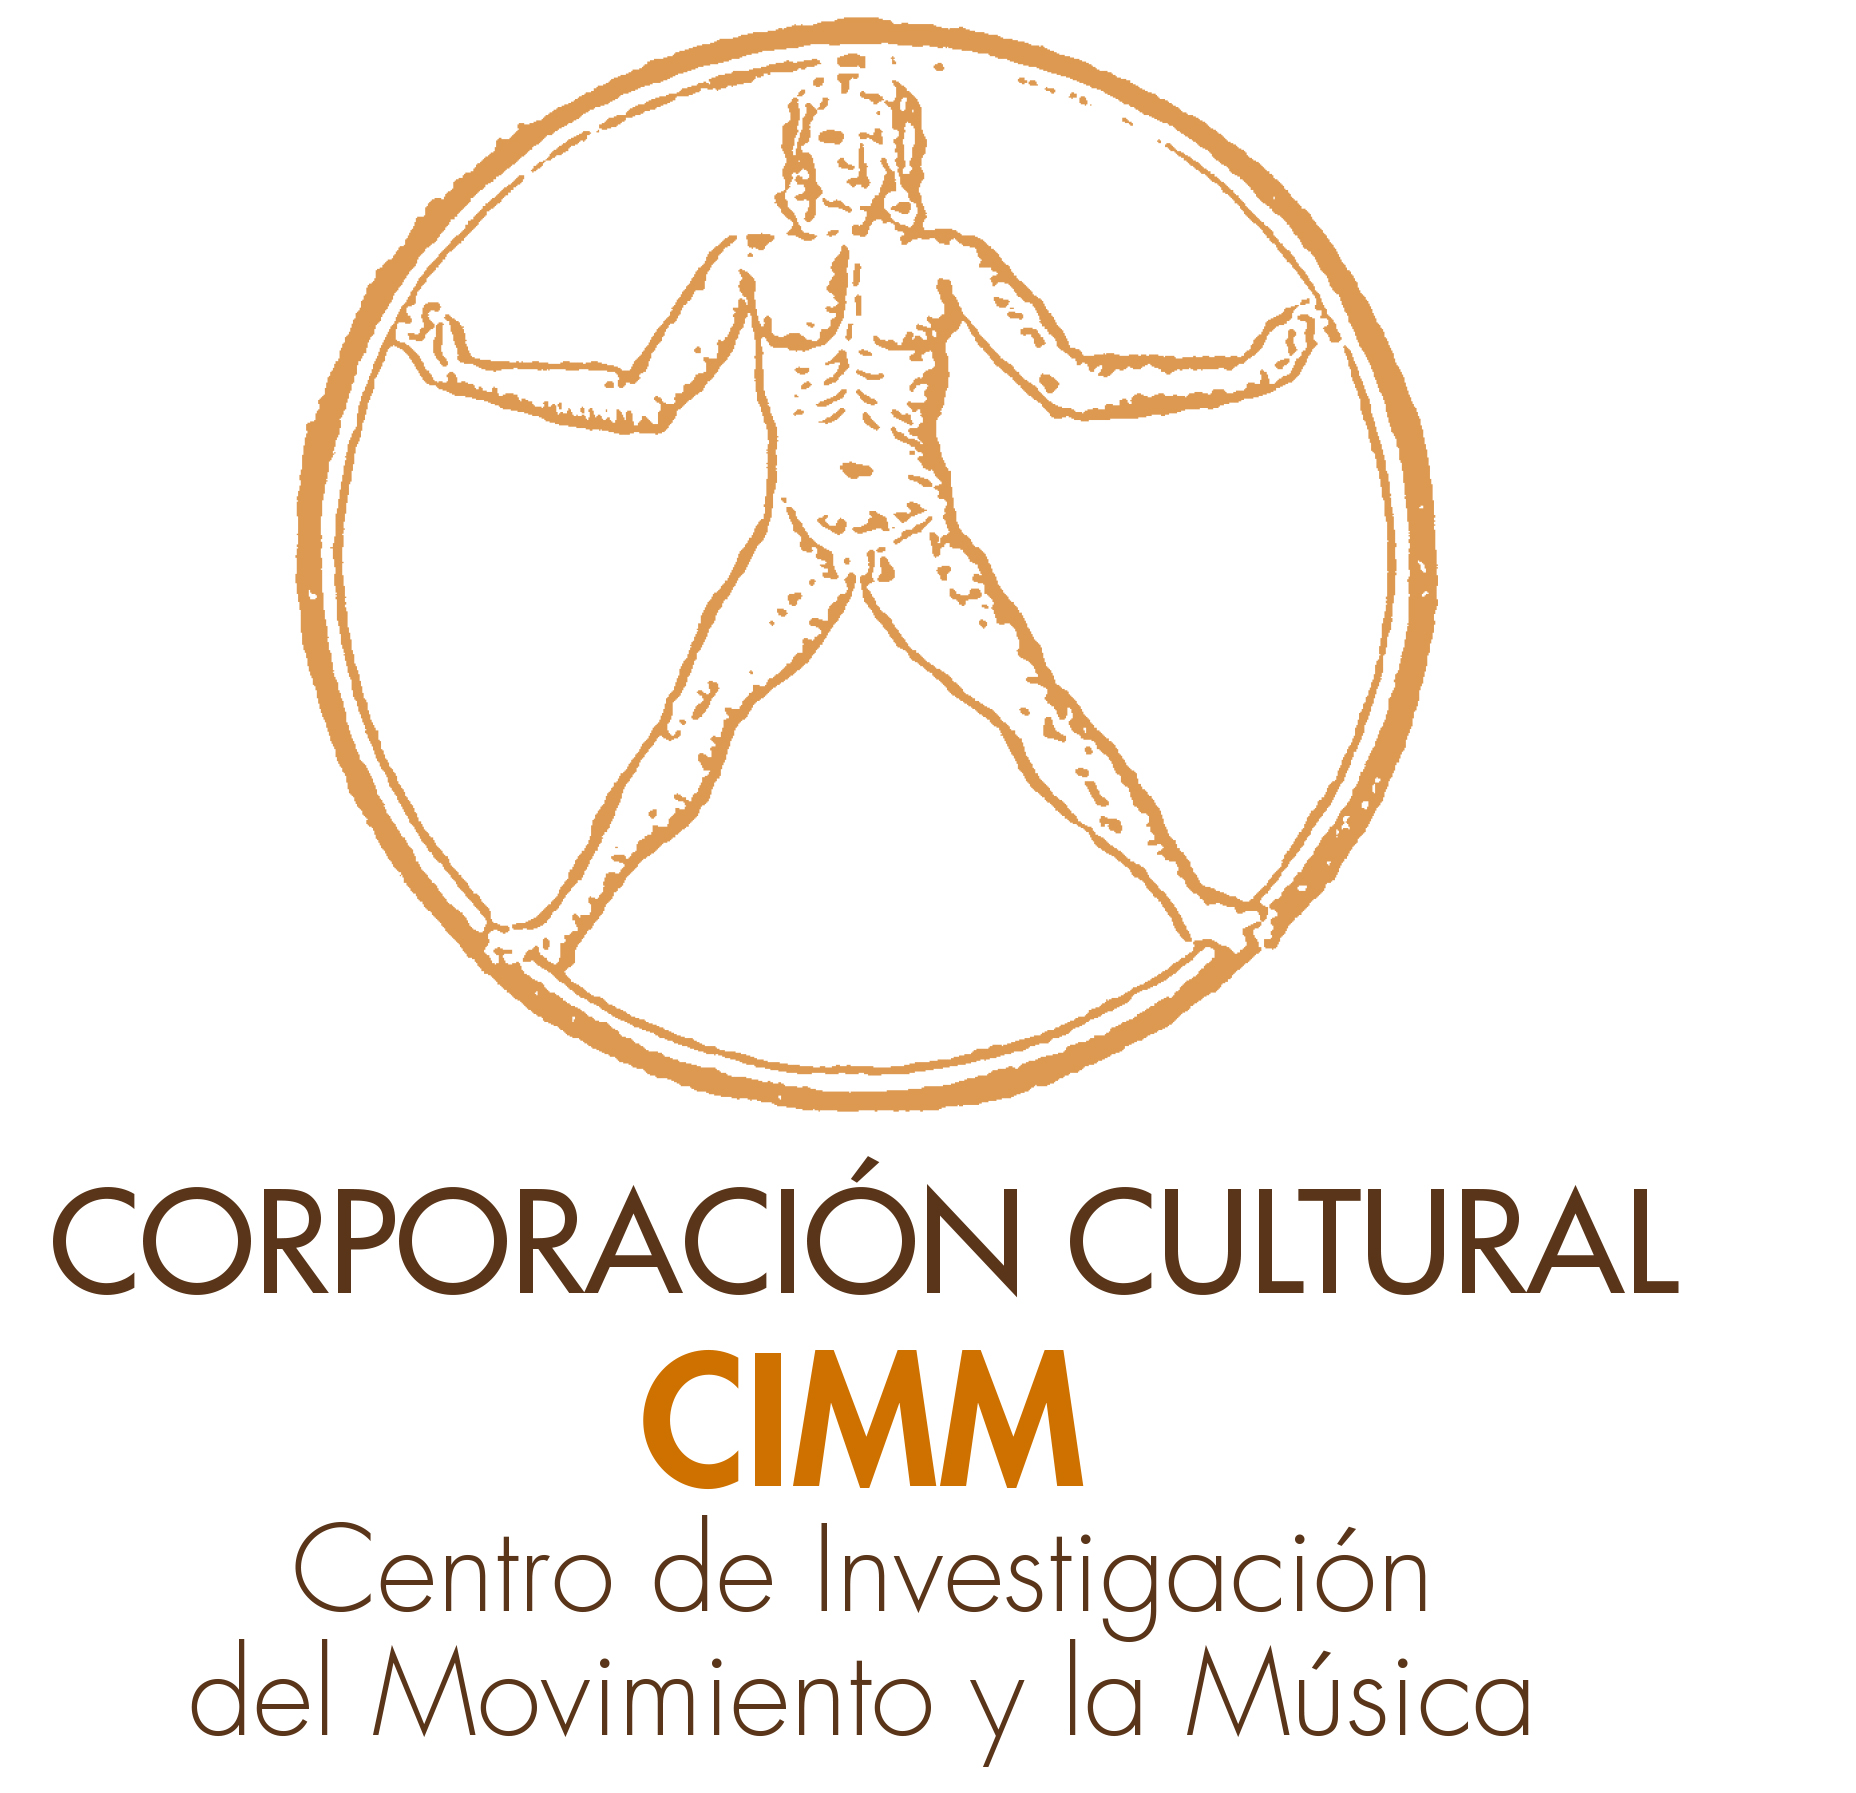 CORPORACIÓN CULTURAL
CIMM
Centro de Investigación
del Movimiento y la Música